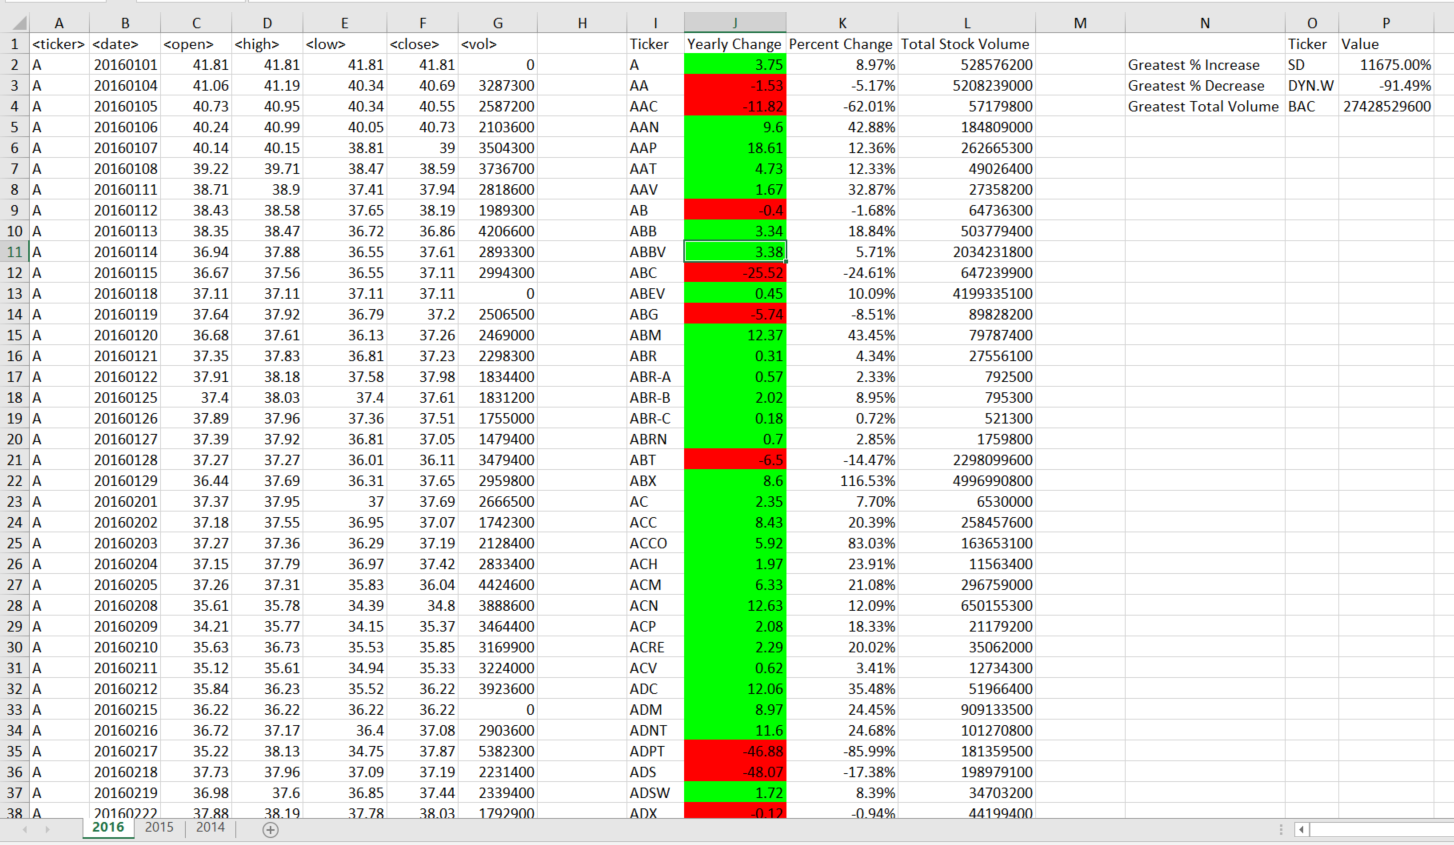 A B C D E F G H I J K L M N O P
1 <ticker> <date> <open> <high> <low> <close> <vol> Ticker Yearly Change Percent Change Total Stock Volume Ticker Value
2 A 20160101 41.81 41.81 41.81 41.81 0 A 3.75 8.97% 528576200 Greatest % Increase SD 11675.00%
3 A 20160104 41.06 41.19 40.34 40.69 3287300 AA -1.53 -5.17% 5208239000 Greatest % Decrease DYN.W -91.49%
4 A 20160105 40.73 40.95 40.34 40.55 2587200 AAC -11.82 -62.01% 57179800 Greatest Total Volume BAC 27428529600
5 A 20160106 40.24 40.99 40.05 40.73 2103600 AAN 9.6 42.88% 184809000
6 A 20160107 40.14 40.15 38.81 39 3504300 AAP 18.61 12.36% 262665300
7 A 20160108 39.22 39.71 38.47 38.59 3736700 AAT 4.73 12.33% 49026400
8 A 20160111 38.71 38.9 37.41 37.94 2818600 AAV 1.67 32.87% 27358200
9 A 20160112 38.43 38.58 37.65 38.19 1989300 AB -0.4 -1.68% 64736300
10 A 20160113 38.35 38.47 36.72 36.86 4206600 ABB 3.34 18.84% 503779400
11 A 20160114 36.94 37.88 36.55 37.61 2893300 ABBV 3.38 5.71% 2034231800
12 A 20160115 36.67 37.56 36.55 37.11 2994300 ABC -25.52 -24.61% 647239900
13 A 20160118 37.11 37.11 37.11 37.11 0 ABEV 0.45 10.09% 4199335100
14 A 20160119 37.64 37.92 36.79 37.2 2506500 ABG -5.74 -8.51% 89828200
15 A 20160120 36.68 37.61 36.13 37.26 2469000 ABM 12.37 43.45% 79787400
16 A 20160121 37.35 37.83 36.81 37.23 2298300 ABR 0.31 4.34% 27556100
17 A 20160122 37.91 38.18 37.58 37.98 1834400 ABR-A 0.57 2.33% 792500
18 A 20160125 37.4 38.03 37.4 37.61 1831200 ABR-B 2.02 8.95% 795300
19 A 20160126 37.89 37.96 37.36 37.51 1755000 ABR-C 0.18 0.72% 521300
20 A 20160127 37.39 37.92 36.81 37.05 1479400 ABRN 0.7 2.85% 1759800
21 A 20160128 37.27 37.27 36.01 36.11 3479400 ABT -6.5 -14.47% 2298099600
22 A 20160129 36.44 37.69 36.31 37.65 2959800 ABX 8.6 116.53% 4996990800
23 A 20160201 37.37 37.95 37 37.69 2666500 AC 2.35 7.70% 6530000
24 A 20160202 37.18 37.55 36.95 37.07 1742300 ACC 8.43 20.39% 258457600
25 A 20160203 37.27 37.36 36.29 37.19 2128400 ACCO 5.92 83.03% 163653100
26 A 20160204 37.15 37.79 36.97 37.42 2833400 ACH 1.97 23.91% 11563400
27 A 20160205 37.26 37.31 35.83 36.04 4424600 ACM 6.33 21.08% 296759000
28 A 20160208 35.61 35.78 34.39 34.8 3888600 ACN 12.63 12.09% 650155300
29 A 20160209 34.21 35.77 34.15 35.37 3464400 ACP 2.08 18.33% 21179200
30 A 20160210 35.63 36.73 35.53 35.85 3169900 ACRE 2.29 20.02% 35062000
31 A 20160211 35.12 35.61 34.94 35.33 3224000 ACV 0.62 3.41% 12734300
32 A 20160212 35.84 36.23 35.52 36.22 3923600 ADC 12.06 35.48% 51966400
33 A 20160215 36.22 36.22 36.22 36.22 0 ADM 8.97 24.45% 909133500
34 A 20160216 36.72 37.17 36.4 37.08 2903600 ADNT 11.6 24.68% 101270800
35 A 20160217 35.22 38.13 34.75 37.87 5382300 ADPT -46.88 -85.99% 181359500
36 A 20160218 37.73 37.96 37.09 37.19 2231400 ADS -48.07 -17.38% 198979100
37 A 20160219 36.98 37.6 36.85 37.44 2339400 ADSW 1.72 8.39% 34703200
38 A 20160222 37.88 38.19 37.78 38.03 1792900 ADX -0.12 -0.94% 44199400
2016 2015 2014